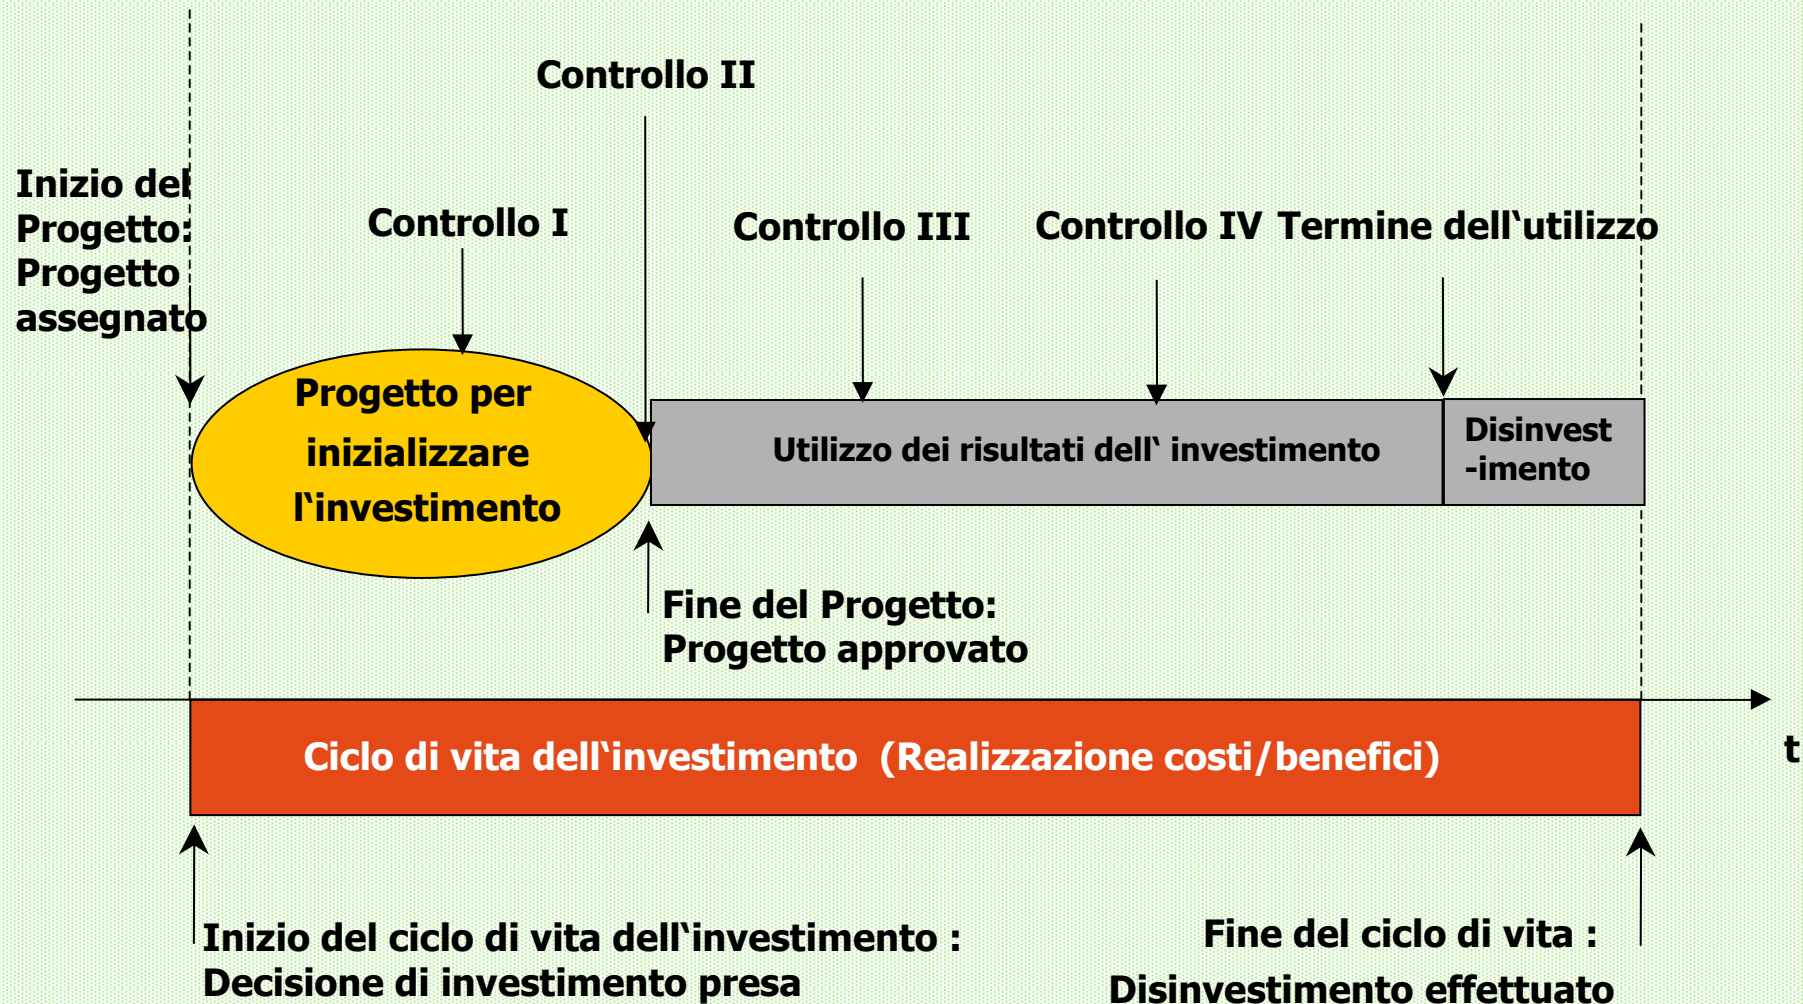 Controllo II
Inizio del
Progetto:
Progetto
assegnato
Controllo I
Controllo III
Controllo IV
Termine dell‘utilizzo
Progetto per
inizializzare
l‘investimento
Utilizzo dei risultati dell‘ investimento
Disinvest
-imento
Fine del Progetto:
Progetto approvato
Ciclo di vita dell‘investimento (Realizzazione costi/benefici)
t
Inizio del ciclo di vita dell‘investimento :
Decisione di investimento presa
Fine del ciclo di vita :
Disinvestimento effettuato